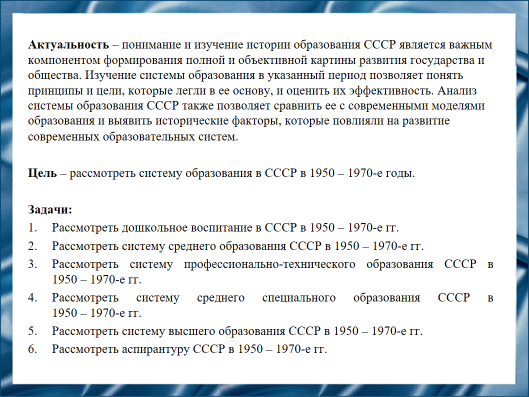 Актуальность – понимание и изучение истории образования СССР является важным
компонентом формирования полной и объективной картины развития государства и
общества. Изучение системы образования в указанный период позволяет понять
принципы и цели, которые легли в ее основу, и оценить их эффективность. Анализ
системы образования СССР также позволяет сравнить ее с современными моделями
образования и выявить исторические факторы, которые повлияли на развитие
современных образовательных систем.
Цель – рассмотреть систему образования в СССР в 1950 – 1970-е годы.
Задачи:
1. Рассмотреть дошкольное воспитание в СССР в 1950 – 1970-е гг.
2. Рассмотреть систему среднего образования СССР в 1950 – 1970-е гг.
3. Рассмотреть систему профессионально-технического образования СССР в
1950 – 1970-е гг.
4. Рассмотреть систему среднего специального образования СССР в
1950 – 1970-е гг.
5. Рассмотреть систему высшего образования СССР в 1950 – 1970-е гг.
6. Рассмотреть аспирантуру СССР в 1950 – 1970-е гг.